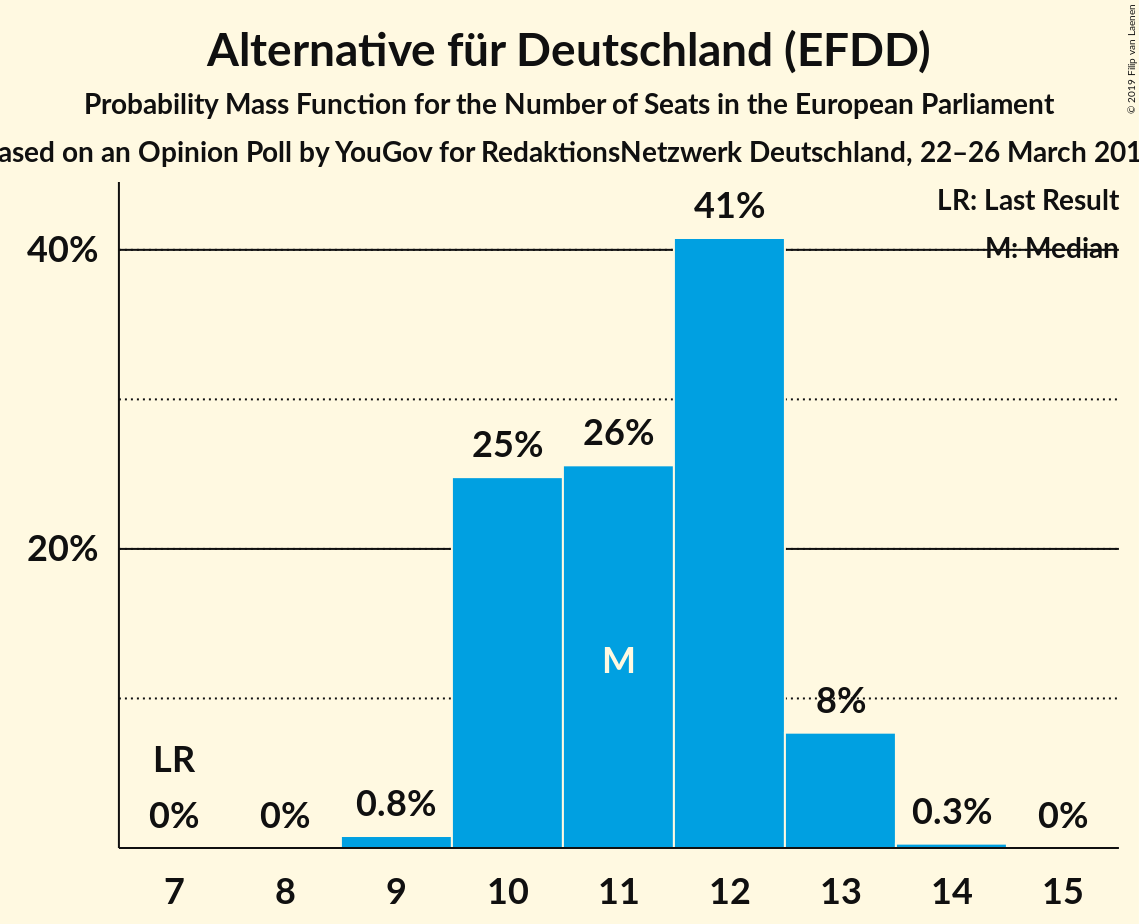 Alternative für Deutschland (EFDD)
Probability Mass Function for the Number of Seats in the European Parliament
ased on an Opinion Poll by YouGov for RedaktionsNetzwerk Deutschland, 22–26 March 201
© 2019 Filip van Laenen
LR: Last Result
M: Median
40%
20%
41%
25%
26%
M
8%
LR
0%
0%
0.8%
0.3%
0%
7 8 9 10 11 12 13 14 15